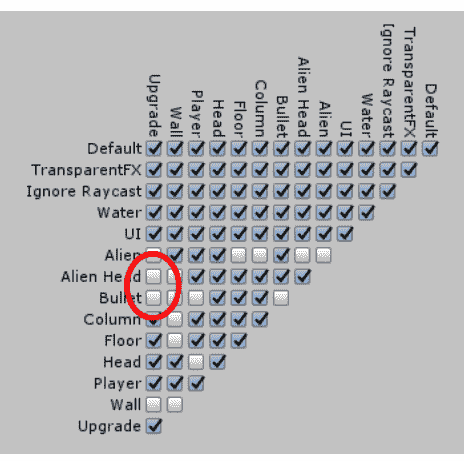 Upgrade
Wall
Player
Head
Floor
Column
Bullet
Alien Head
Alien
UI
Water
Ignore Raycast
TransparentFX
Default
Default
TransparentFX
Ignore Raycast
Water
UI
Alien
Alien Head
Bullet
Column
Floor
Head
Player
Wall
Upgrade